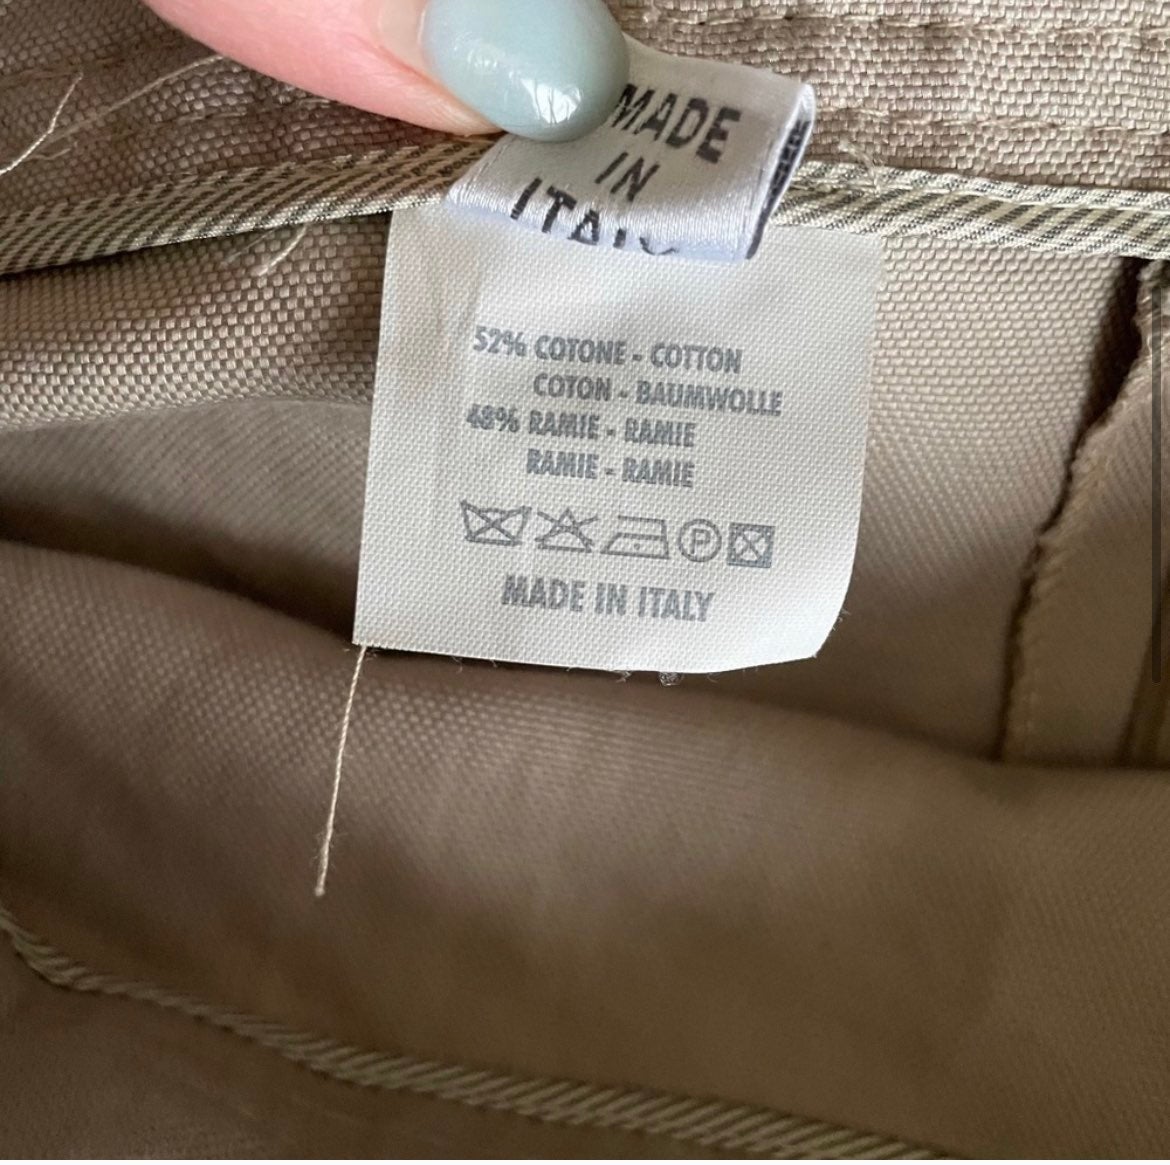 MADE
IN
ITALY
52% COTONE - COTTON
COTON - BAUMWOLLE
48% RAMIE - RAMIE
RAMIE - RAMIE
P
MADE IN ITALY